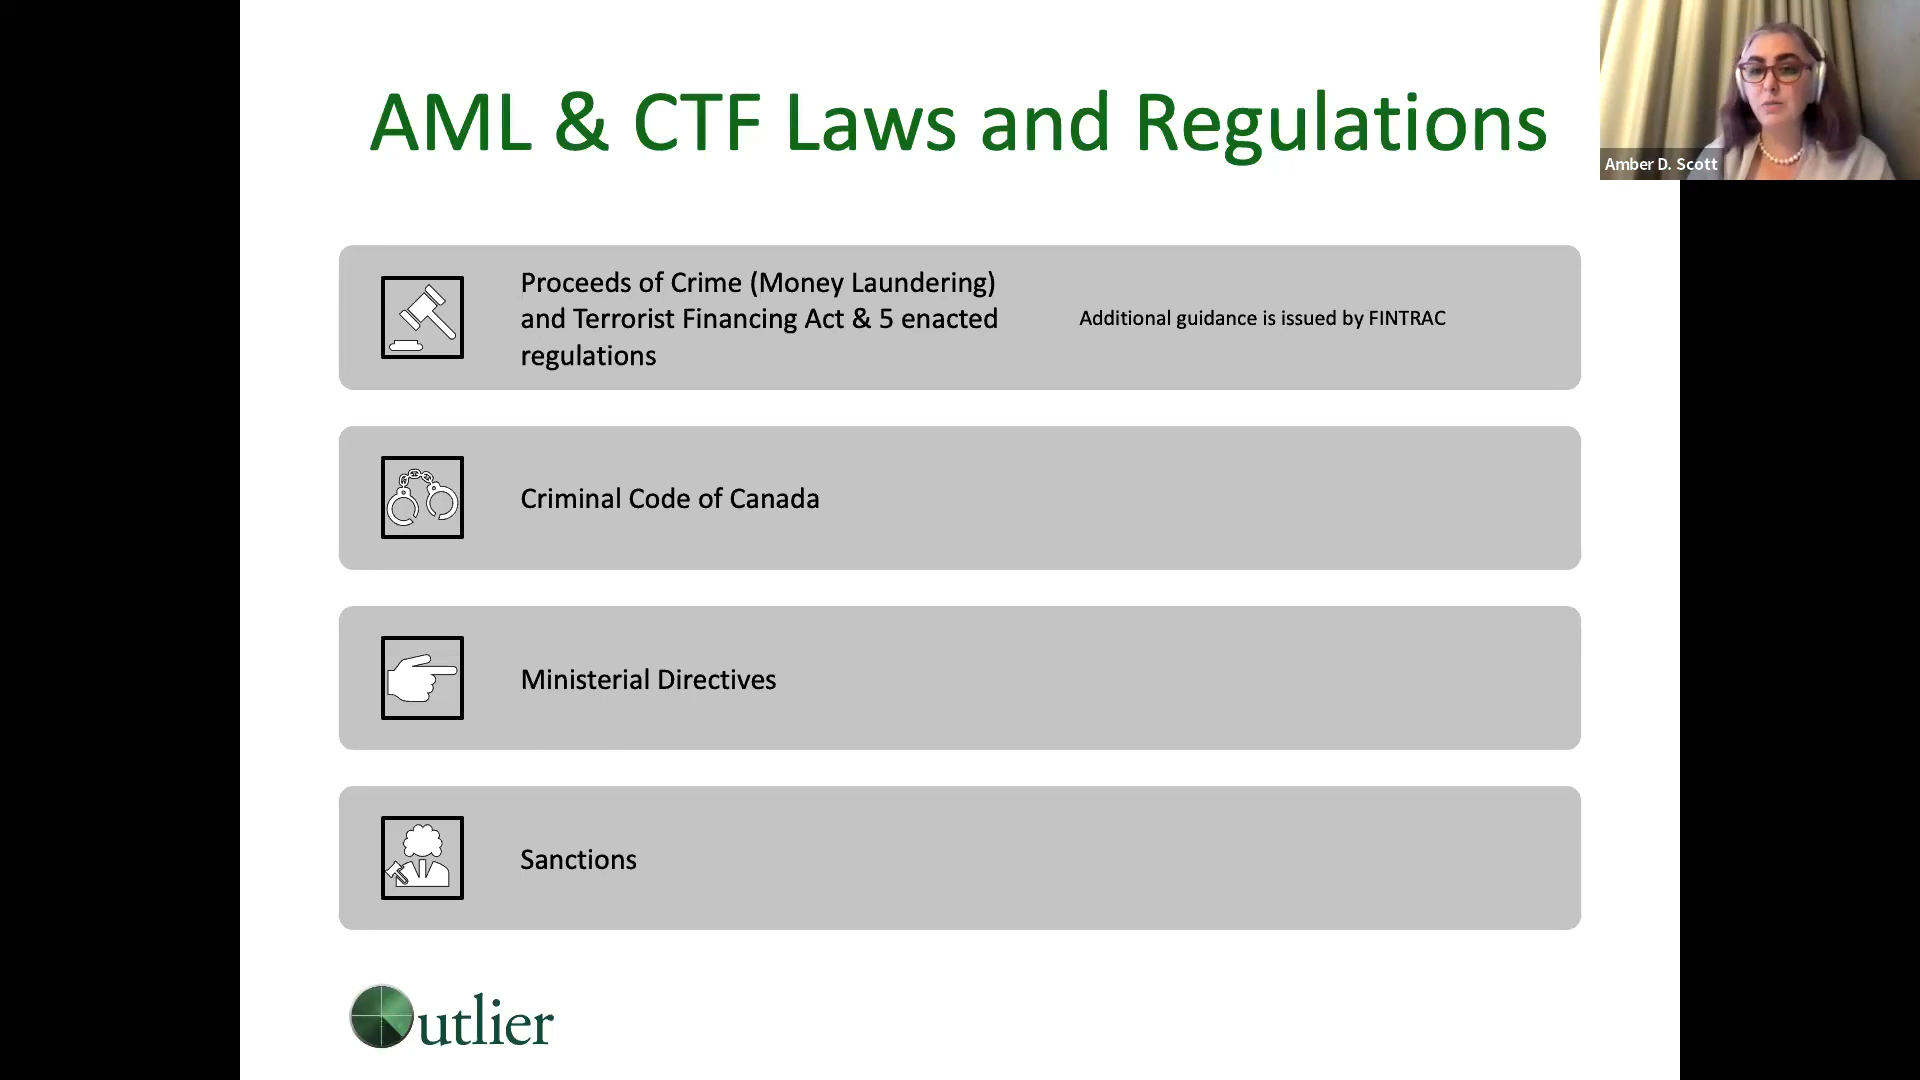 AML & CTF Laws and Regulations
Amber D. Scott
Proceeds of Crime (Money Laundering)
and Terrorist Financing Act & 5 enacted
regulations
Additional guidance is issued by FINTRAC
Criminal Code of Canada
Ministerial Directives
Sanctions
Outlier